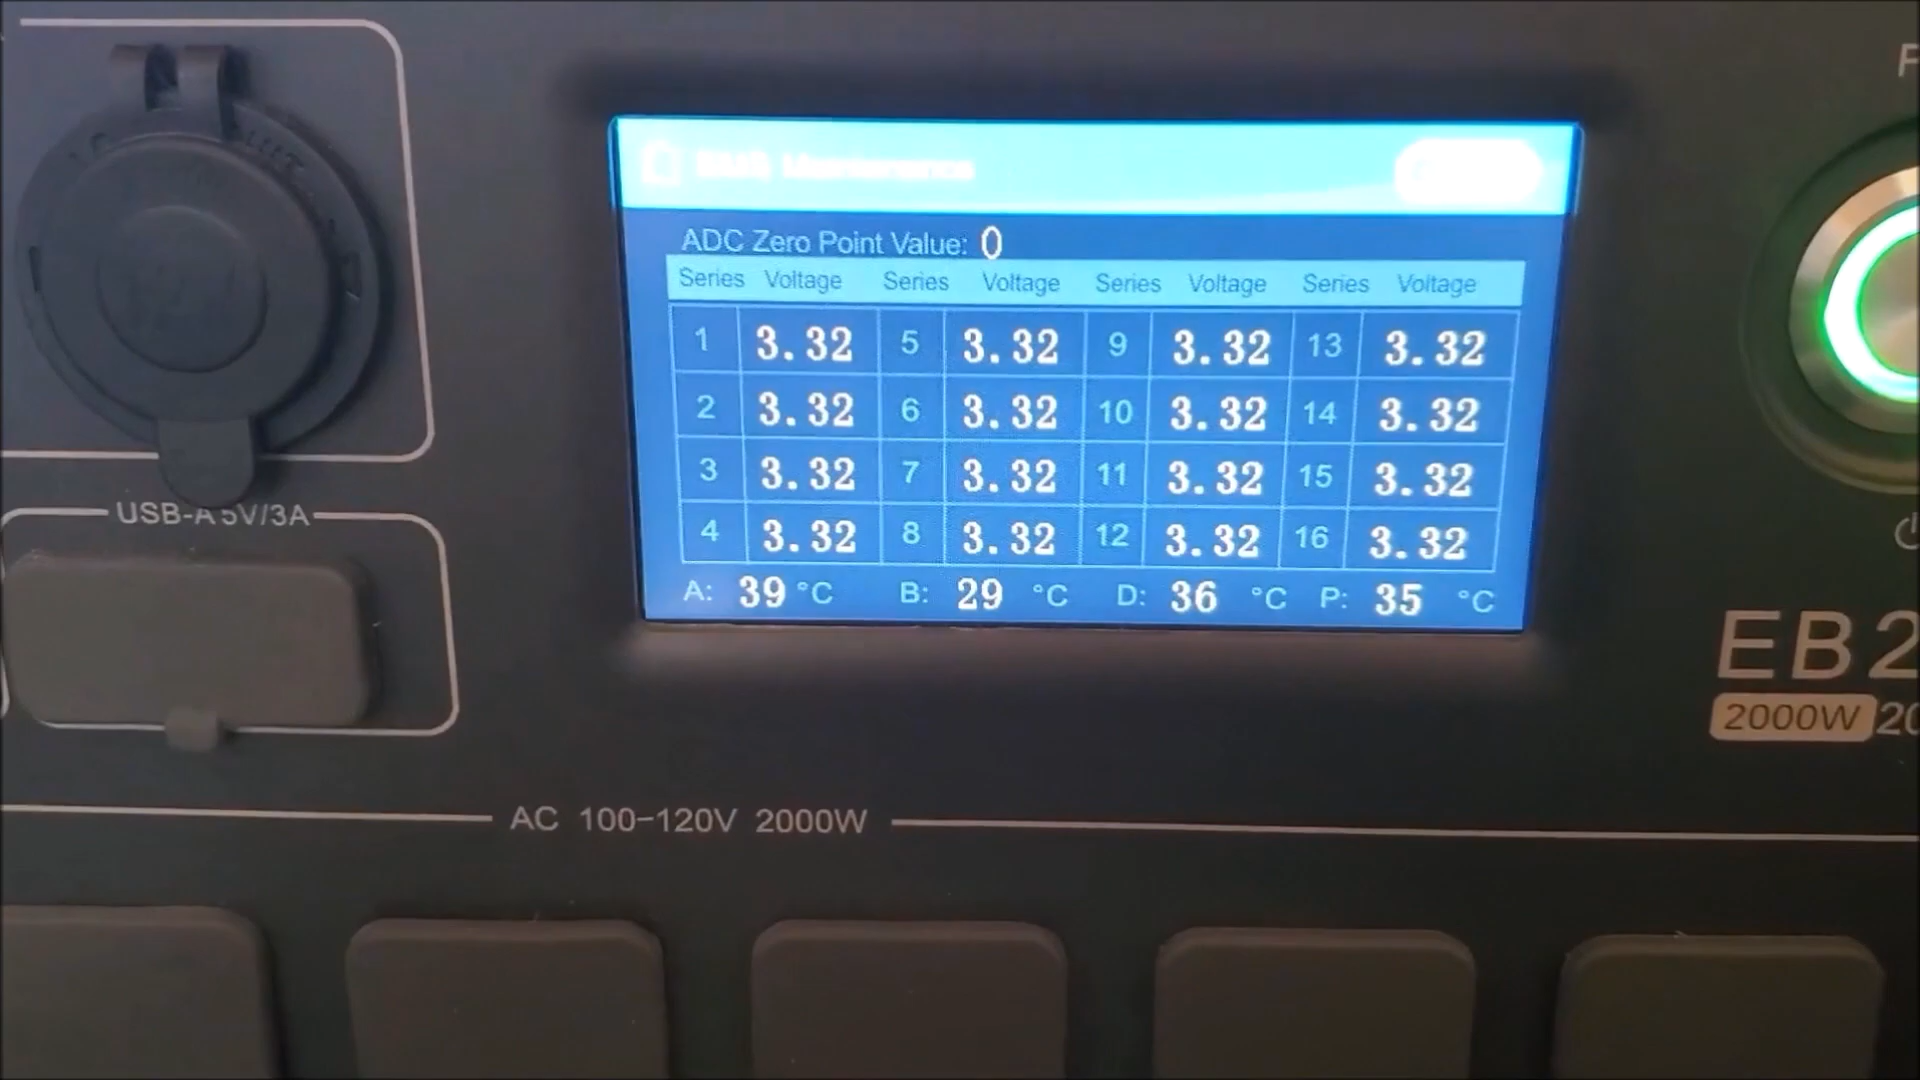 Maintenance
ADC Zero Point Value: 0
Series Voltage Series Voltage Series Voltage Series Voltage
1 3.32 5 3.32 9 3.32 13 3.32
2 3.32 6 3.32 10 3.32 14 3.32
3 3.32 7 3.32 11 3.32 15 3.32
4 3.32 8 3.32 12 3.32 16 3.32
A: 39 °C B: 29 °C D: 36 °C P: 35 °C
USB-A 5V/3A
EB2
2000W
AC 100-120V 2000W